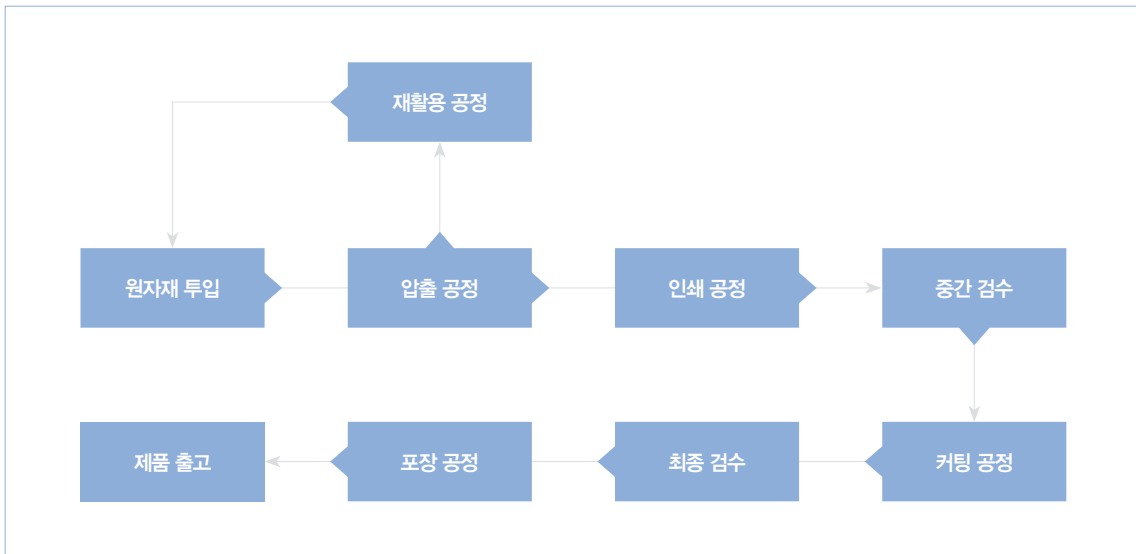 재활용 공정
원자재 투입
압출 공정
인쇄 공정
중간 검수
제품 출고
포장 공정
최종 검수
커팅 공정